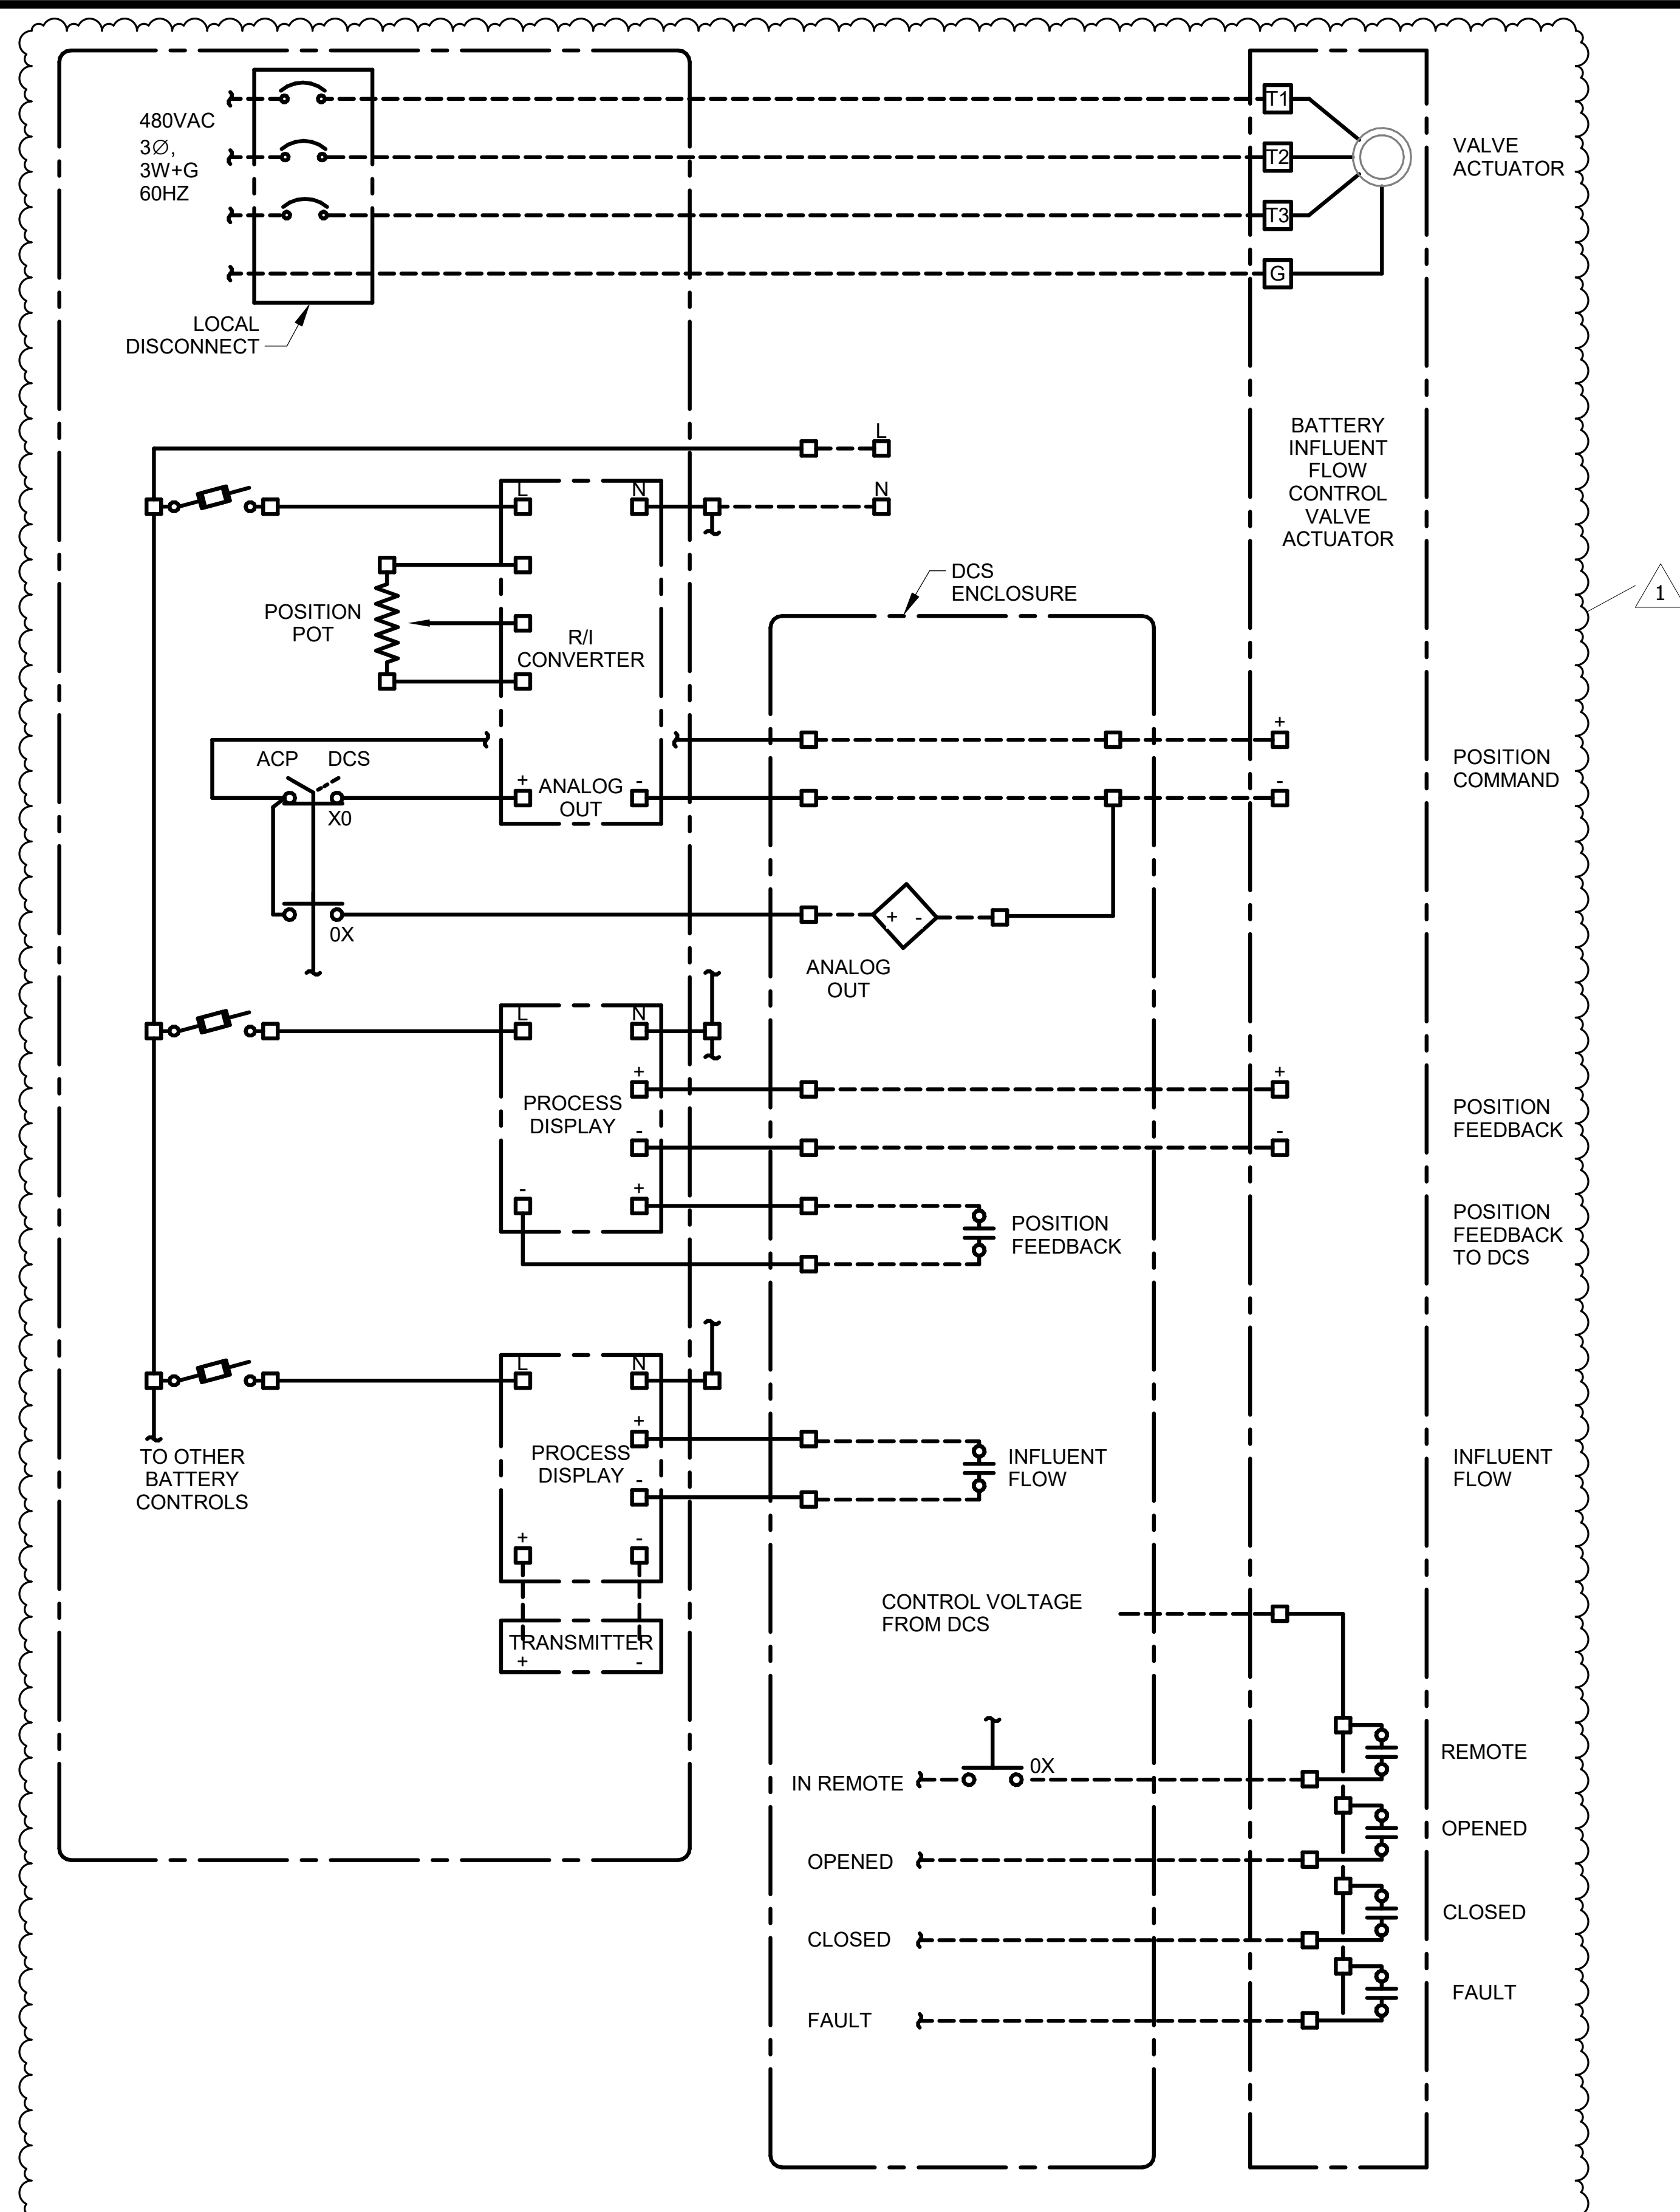 480VAC
3∅,
3W+G
60HZ
T1
T2
T3
G
VALVE
ACTUATOR
LOCAL
DISCONNECT
L
N
L
N
BATTERY
INFLUENT
FLOW
CONTROL
VALVE
ACTUATOR
DCS
ENCLOSURE
1
POSITION
POT
R/I
CONVERTER
ACP
DCS
X0
+
ANALOG
OUT
-
+
-
POSITION
COMMAND
0X
+
-
ANALOG
OUT
L
N
+
PROCESS
DISPLAY
-
-
+
+
-
POSITION
FEEDBACK
POSITION
FEEDBACK
POSITION
FEEDBACK
TO DCS
L
N
+
PROCESS
DISPLAY
-
+
-
INFLUENT
FLOW
INFLUENT
FLOW
TO OTHER
BATTERY
CONTROLS
TRANSMITTER
+
-
CONTROL VOLTAGE
FROM DCS
IN REMOTE
0X
REMOTE
OPENED
OPENED
CLOSED
CLOSED
FAULT
FAULT